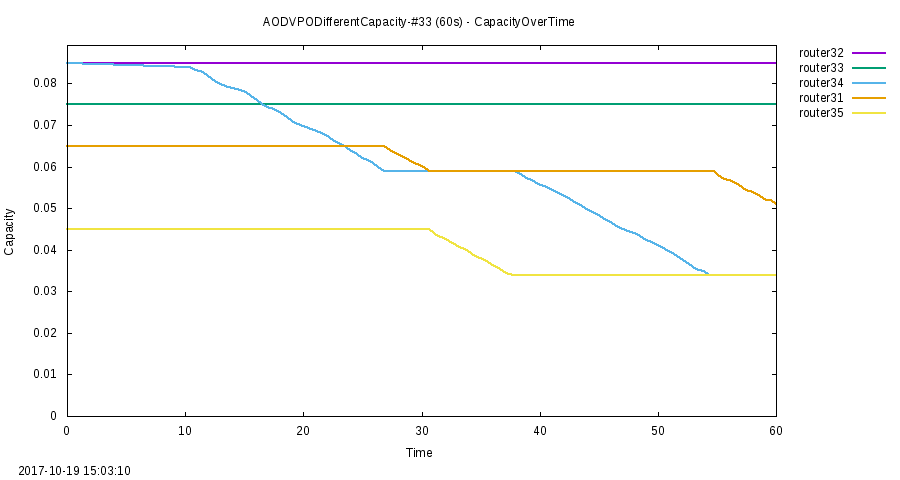 AODVPODifferentCapacity-#33 (60s) - CapacityOverTime
router32
router33
router34
router31
router35
0.08
0.07
0.06
0.05
0.04
0.03
0.02
0.01
0
Capacity
0 10 20 30 40 50 60
Time
2017-10-19 15:03:10